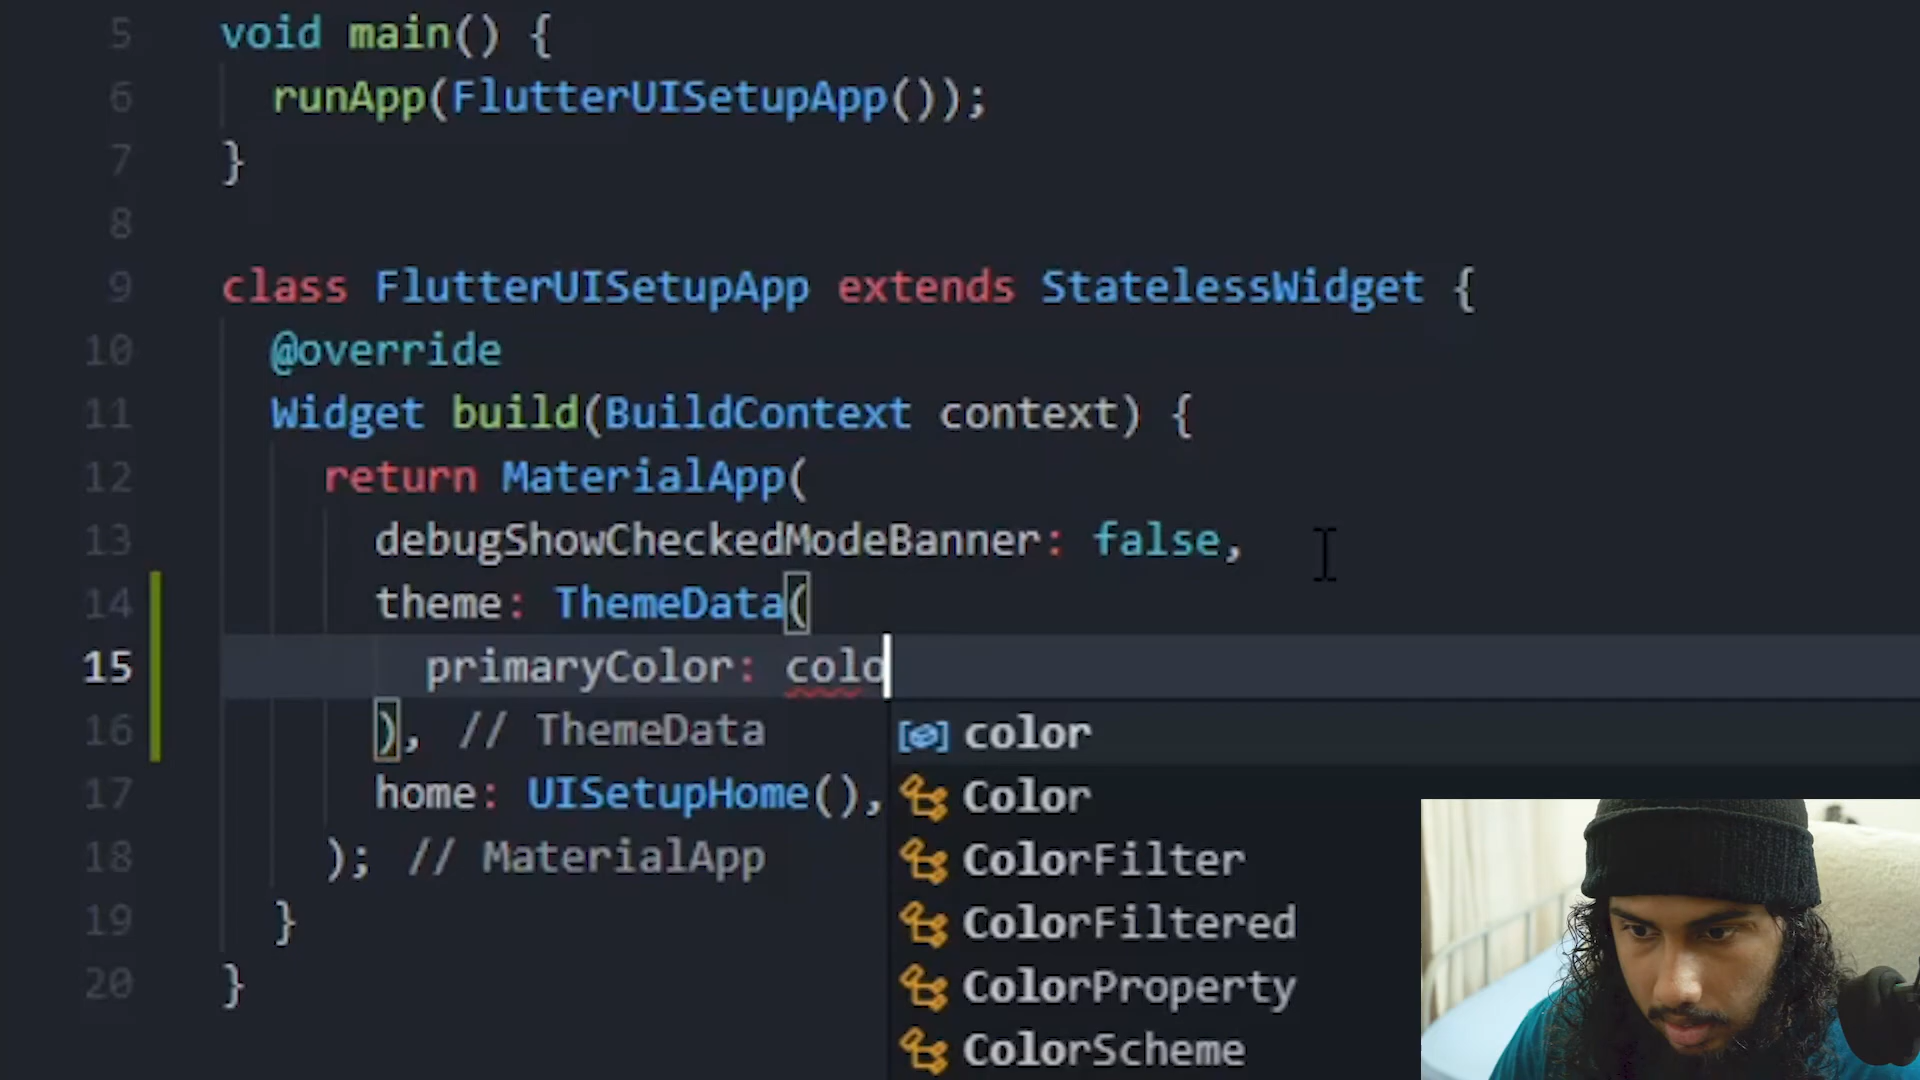 5 void main() {
6 runApp(FlutterUISetupApp());
7 }
8
9 class FlutterUISetupApp extends StatelessWidget {
10 @override
11 Widget build(BuildContext context) {
12 return MaterialApp(
13 debugShowCheckedModeBanner: false,
14 theme: ThemeData(
15 primaryColor: colo
16 ), // ThemeData
17 home: UISetupHome(),
18 ); // MaterialApp
19 }
20 }
color
Color
ColorFilter
ColorFiltered
ColorProperty
ColorScheme